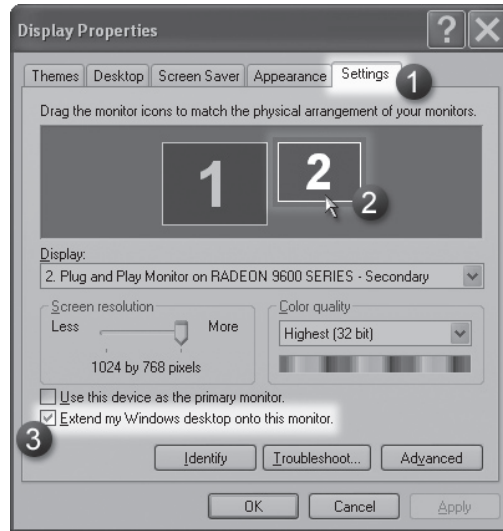 Display Properties
?
Themes Desktop Screen Saver Appearance Settings
1
Drag the monitor icons to match the physical arrangement of your monitors.
1 2
2
Display:
2. Plug and Play Monitor on RADEON 9600 SERIES - Secondary
Screen resolution
Less More
1024 by 768 pixels
Color quality
Highest (32 bit)
Use this device as the primary monitor.
Extend my Windows desktop onto this monitor.
3
Identify Troubleshoot... Advanced
OK Cancel Apply